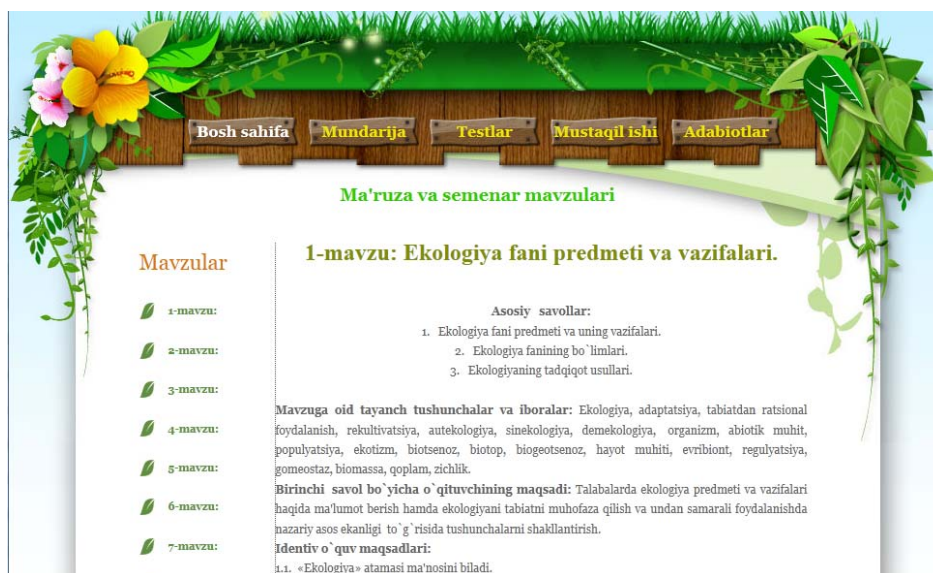 Bosh sahifa
Mundarija
Testlar
Mustaqil ishi
Adabiotlar
Ma'ruza va semenar mavzulari
Mavzular
1-mavzu:
2-mavzu:
3-mavzu:
4-mavzu:
5-mavzu:
6-mavzu:
7-mavzu:
1-mavzu: Ekologiya fani predmeti va vazifalari.
Asosiy savollar:
1. Ekologiya fani predmeti va uning vazifalari.
2. Ekologiya fanining bo`limlari.
3. Ekologiyaning tadqiqot usullari.
Mavzuga oid tayanch tushunchalar va iboralar: Ekologiya, adaptatsiya, tabiatdan ratsional
foydalanish, rekultivatsiya, autekologiya, sinekologiya, demekologiya, organizm, abiotik muhit,
populyatsiya, ekotizm, biotsenoz, biotop, biogeotsenoz, hayot muhiti, evribiont, regulyatsiya,
gomeostaz, biomassa, qoplam, zichlik.
Birinchi savol bo`yicha o`qituvchining maqsadi: Talabalarda ekologiya predmeti va vazifalari
haqida ma'lumot berish hamda ekologiyani tabiatni muhofaza qilish va undan samarali foydalanishda
nazariy asos ekanligi to`g`risida tushunchalarni shakllantirish.
Identiv o`quv maqsadlari:
1.1. «Ekologiya» atamasi ma'nosini biladi.